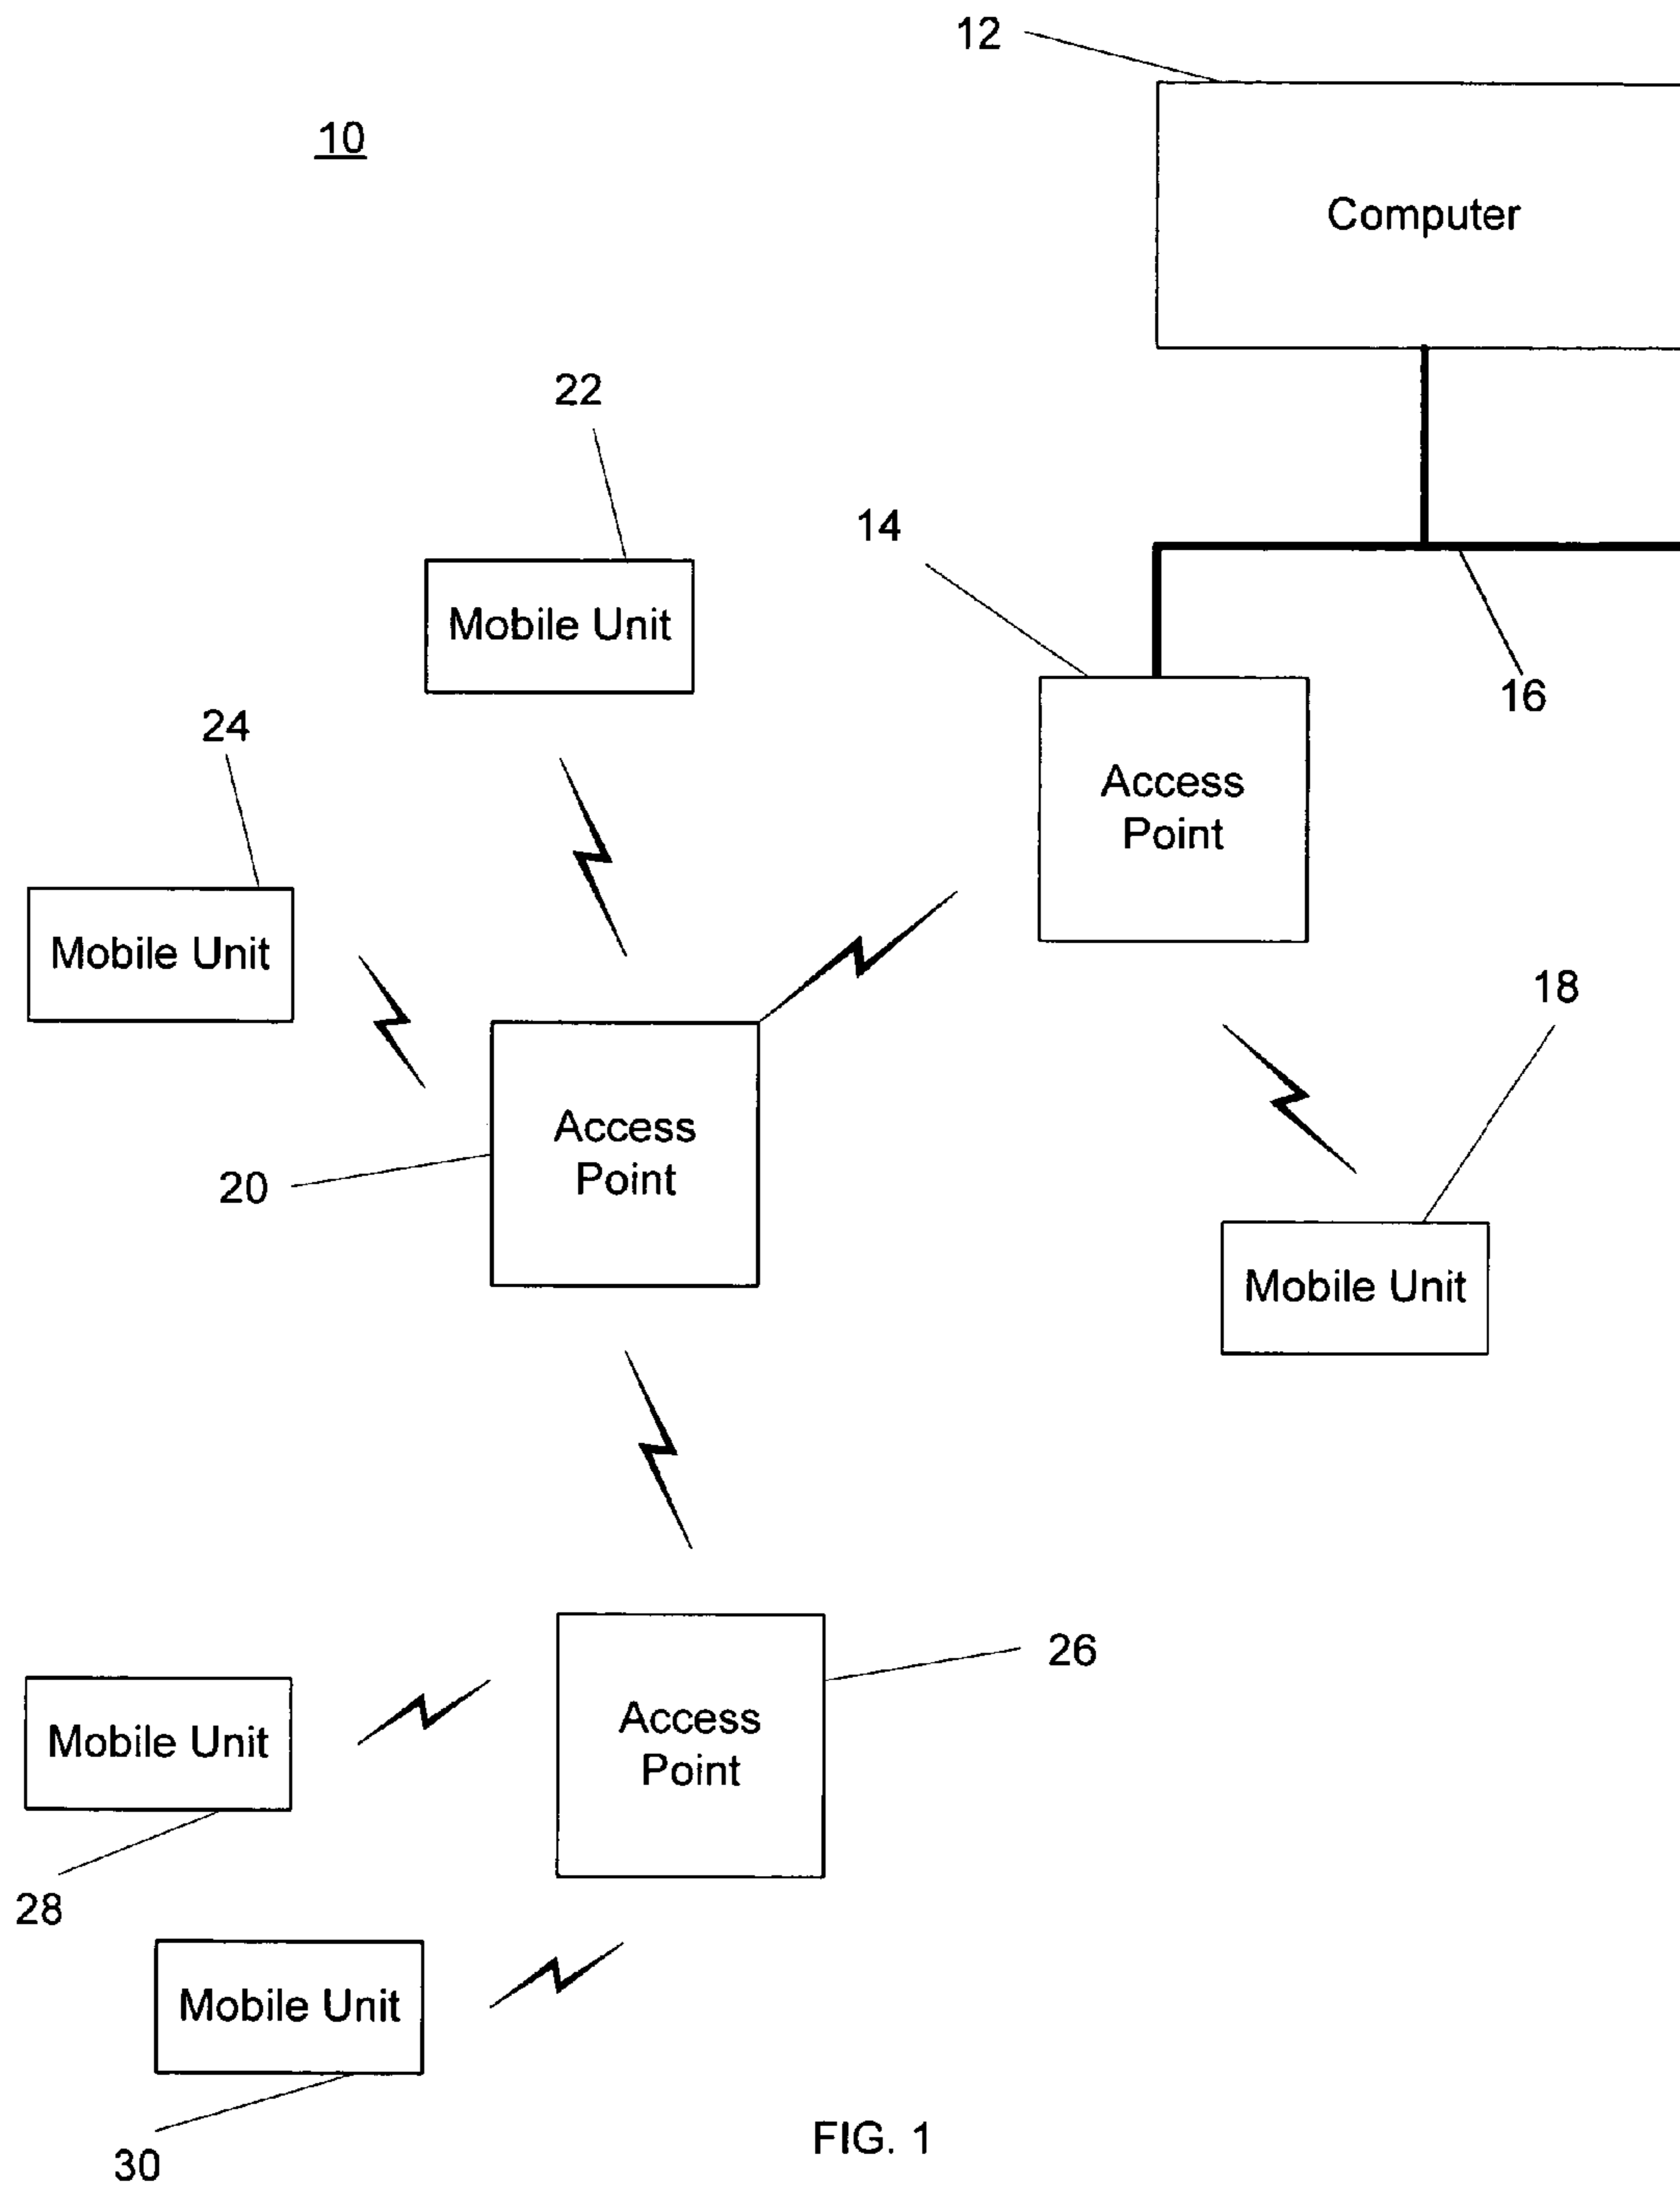 12
10
Computer
22
14
Mobile Unit
16
24
Access
Point
Mobile Unit
18
Access
Point
20
Mobile Unit
26
Access
Point
Mobile Unit
28
Mobile Unit
30
FIG. 1